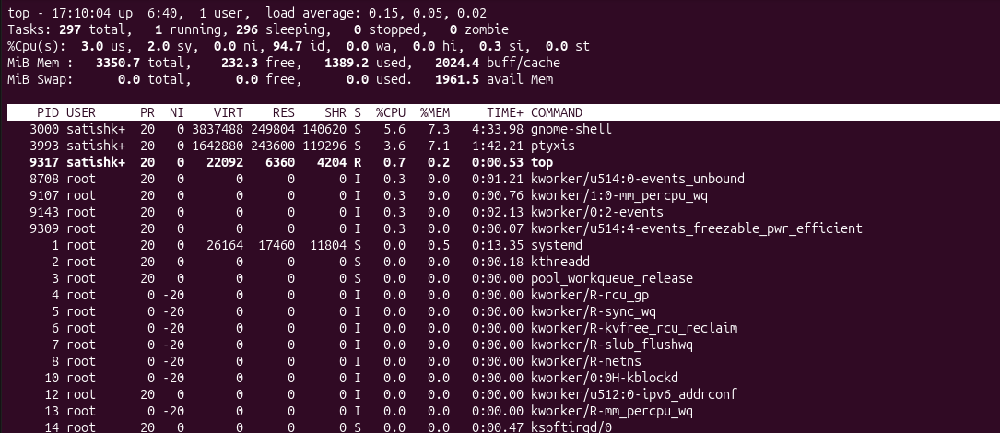 top - 17:10:04 up  6:40,  1 user,  load average: 0.15, 0.05, 0.02
Tasks: 297 total,   1 running, 296 sleeping,   0 stopped,   0 zombie
%Cpu(s):  3.0 us,  2.0 sy,  0.0 ni, 94.7 id,  0.0 wa,  0.0 hi,  0.3 si,  0.0 st
MiB Mem :   3350.7 total,    232.3 free,   1389.2 used,   2024.4 buff/cache
MiB Swap:      0.0 total,      0.0 free,      0.0 used.   1961.5 avail Mem
    PID USER      PR  NI    VIRT    RES    SHR S  %CPU  %MEM     TIME+ COMMAND
   3000 satishk+  20   0 3837488 249804 140620 S   5.6   7.3   4:33.98 gnome-shell
   3993 satishk+  20   0 1642880 243600 119296 S   3.6   7.1   1:42.21 ptyxis
   9317 satishk+  20   0   22092   6360   4204 R   0.7   0.2   0:00.53 top
   8708 root      20   0       0      0      0 I   0.3   0.0   0:01.21 kworker/u514:0-events_unbound
   9107 root      20   0       0      0      0 I   0.3   0.0   0:00.76 kworker/1:0-mm_percpu_wq
   9143 root      20   0       0      0      0 I   0.3   0.0   0:02.13 kworker/0:2-events
   9309 root      20   0       0      0      0 I   0.3   0.0   0:00.07 kworker/u514:4-events_freezable_pwr_efficient
      1 root      20   0   26164  17460  11804 S   0.0   0.5   0:13.35 systemd
      2 root      20   0       0      0      0 S   0.0   0.0   0:00.18 kthreadd
      3 root      20   0       0      0      0 S   0.0   0.0   0:00.00 pool_workqueue_release
      4 root       0 -20       0      0      0 I   0.0   0.0   0:00.00 kworker/R-rcu_gp
      5 root       0 -20       0      0      0 I   0.0   0.0   0:00.00 kworker/R-sync_wq
      6 root       0 -20       0      0      0 I   0.0   0.0   0:00.00 kworker/R-kvfree_rcu_reclaim
      7 root       0 -20       0      0      0 I   0.0   0.0   0:00.00 kworker/R-slub_flushwq
      8 root       0 -20       0      0      0 I   0.0   0.0   0:00.00 kworker/R-netns
     10 root       0 -20       0      0      0 I   0.0   0.0   0:00.00 kworker/0:0H-kblockd
     12 root      20   0       0      0      0 I   0.0   0.0   0:00.00 kworker/u512:0-ipv6_addrconf
     13 root       0 -20       0      0      0 I   0.0   0.0   0:00.00 kworker/R-mm_percpu_wq
     14 root      20   0       0      0      0 S   0.0   0.0   0:00.47 ksoftirqd/0